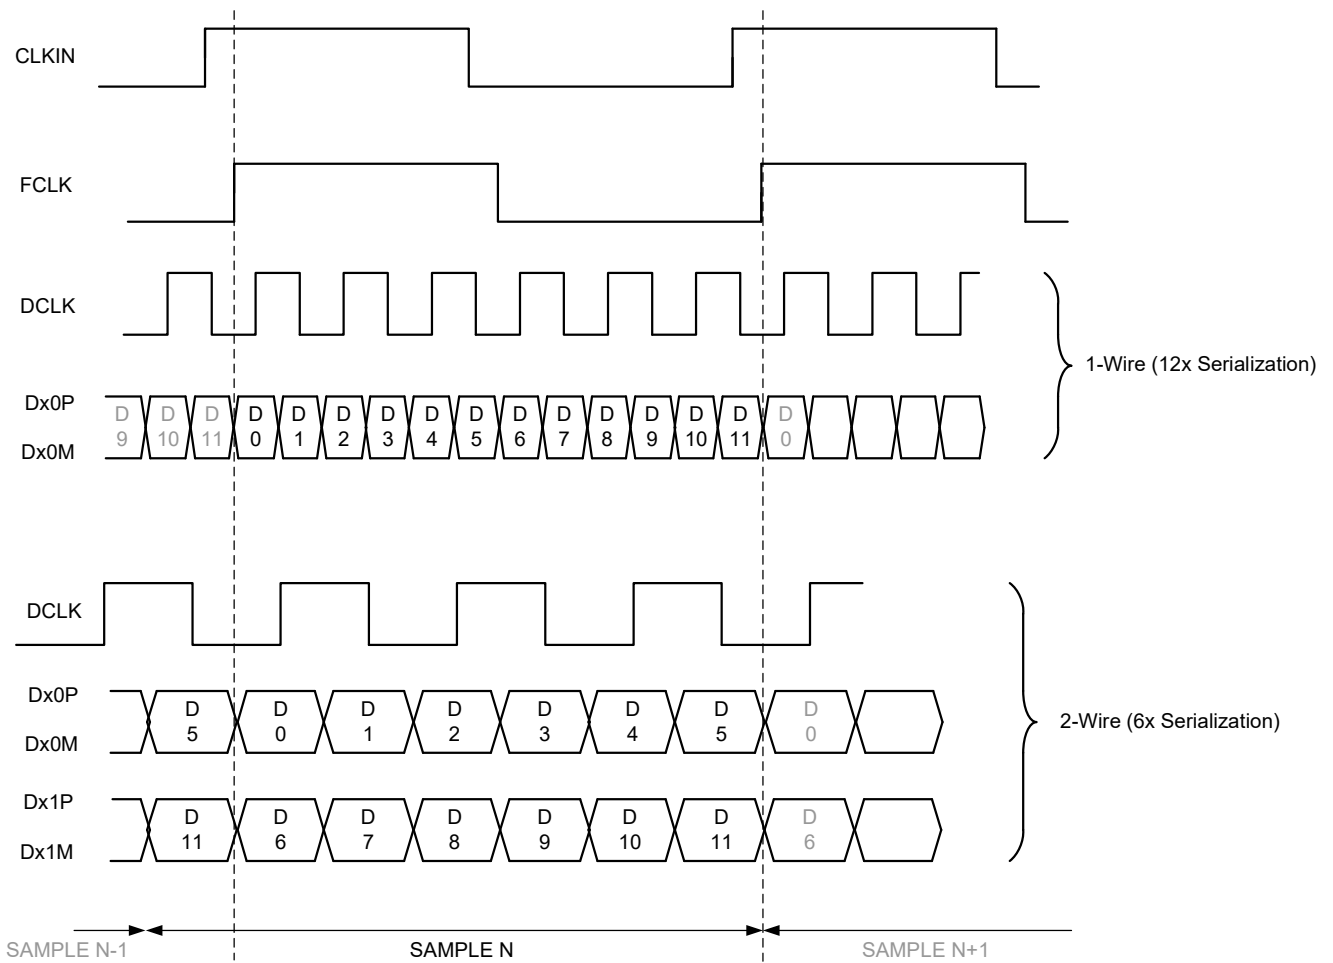 CLKIN
FCLK
DCLK
1-Wire (12x Serialization)
Dx0P
D D D D D D D D D D D D D D D D
9 10 11 0 1 2 3 4 5 6 7 8 9 10 11 0
Dx0M
DCLK
Dx0P
D D D D D D D D
5 0 1 2 3 4 5 0
2-Wire (6x Serialization)
Dx0M
Dx1P
D D D D D D D D
11 6 7 8 9 10 11 6
Dx1M
SAMPLE N-1 SAMPLE N SAMPLE N+1